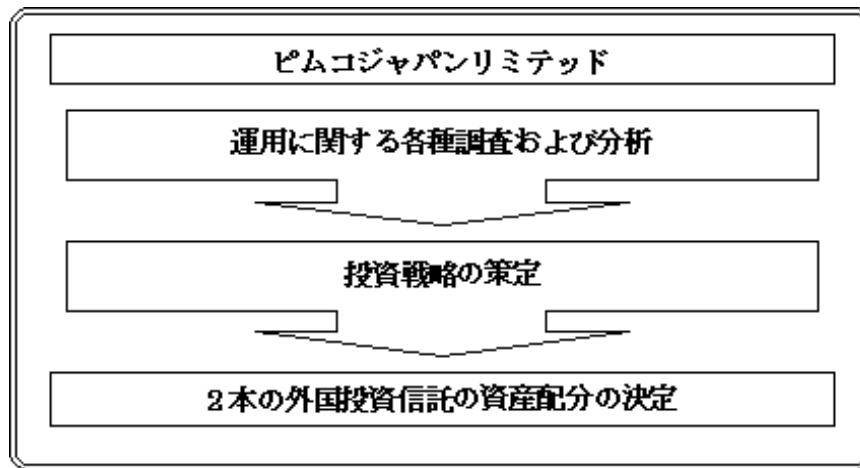 ピムコジャパンリミテッド
運用に関する各種調査および分析
投資戦略の策定
２本の外国投資信託の資産配分の決定